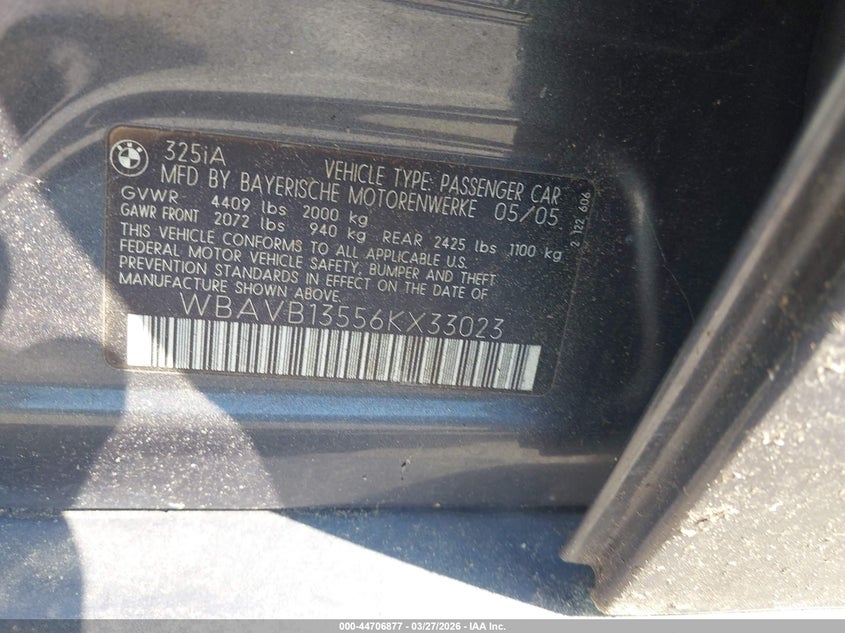 BMW
325iA
VEHICLE TYPE: PASSENGER CAR
MFD BY BAYERISCHE MOTORENWERKE 05/05
GVWR 4409 lbs 2000 kg
GAWR FRONT 2072 lbs 940 kg REAR 2425 lbs 1100 kg
THIS VEHICLE CONFORMS TO ALL APPLICABLE U.S.
FEDERAL MOTOR VEHICLE SAFETY, BUMPER AND THEFT
PREVENTION STANDARDS IN EFFECT ON THE DATE OF
MANUFACTURE SHOWN ABOVE.
WBAVB13556KX33023
2 122 606
000-44706877 - 03/27/2026 - IAA Inc.